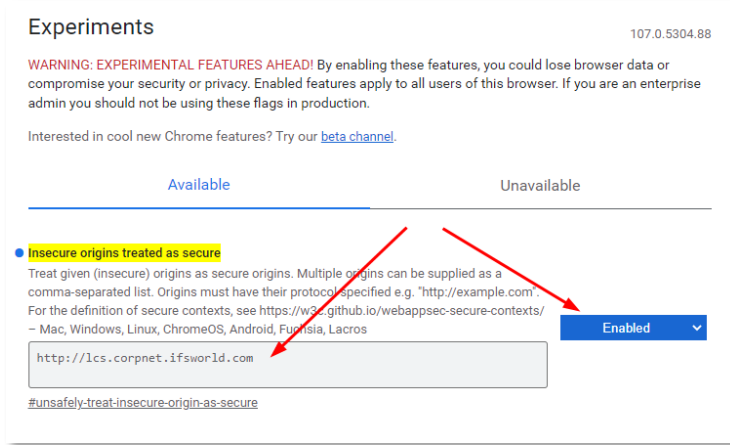 Experiments
107.0.5304.88
WARNING: EXPERIMENTAL FEATURES AHEAD! By enabling these features, you could lose browser data or
compromise your security or privacy. Enabled features apply to all users of this browser. If you are an enterprise
admin you should not be using these flags in production.
Interested in cool new Chrome features? Try our beta channel.
Available
Unavailable
Insecure origins treated as secure
Treat given (insecure) origins as secure origins. Multiple origins can be supplied as a
comma-separated list. Origins must have their protocol specified e.g. "http://example.com".
For the definition of secure contexts, see https://w3c.github.io/webappsec-secure-contexts/
– Mac, Windows, Linux, ChromeOS, Android, Fuchsia, Lacros
Enabled
http://lcs.corpnet.ifsworld.com
#unsafely-treat-insecure-origin-as-secure